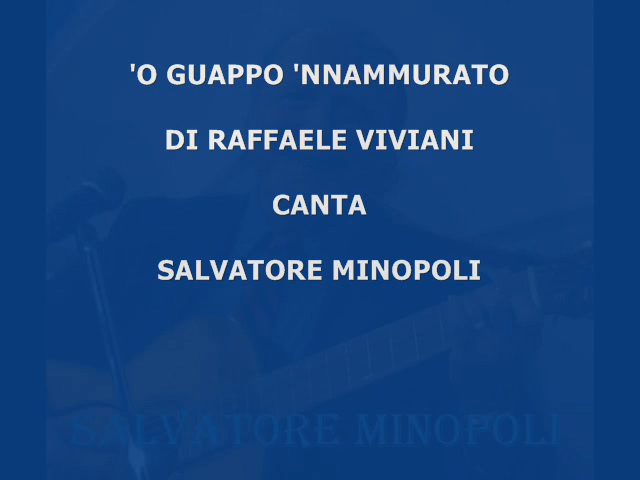 'O GUAPPO 'NNAMMURATO
DI RAFFAELE VIVIANI
CANTA
SALVATORE MINOPOLI
SALVATORE MINOPOLI